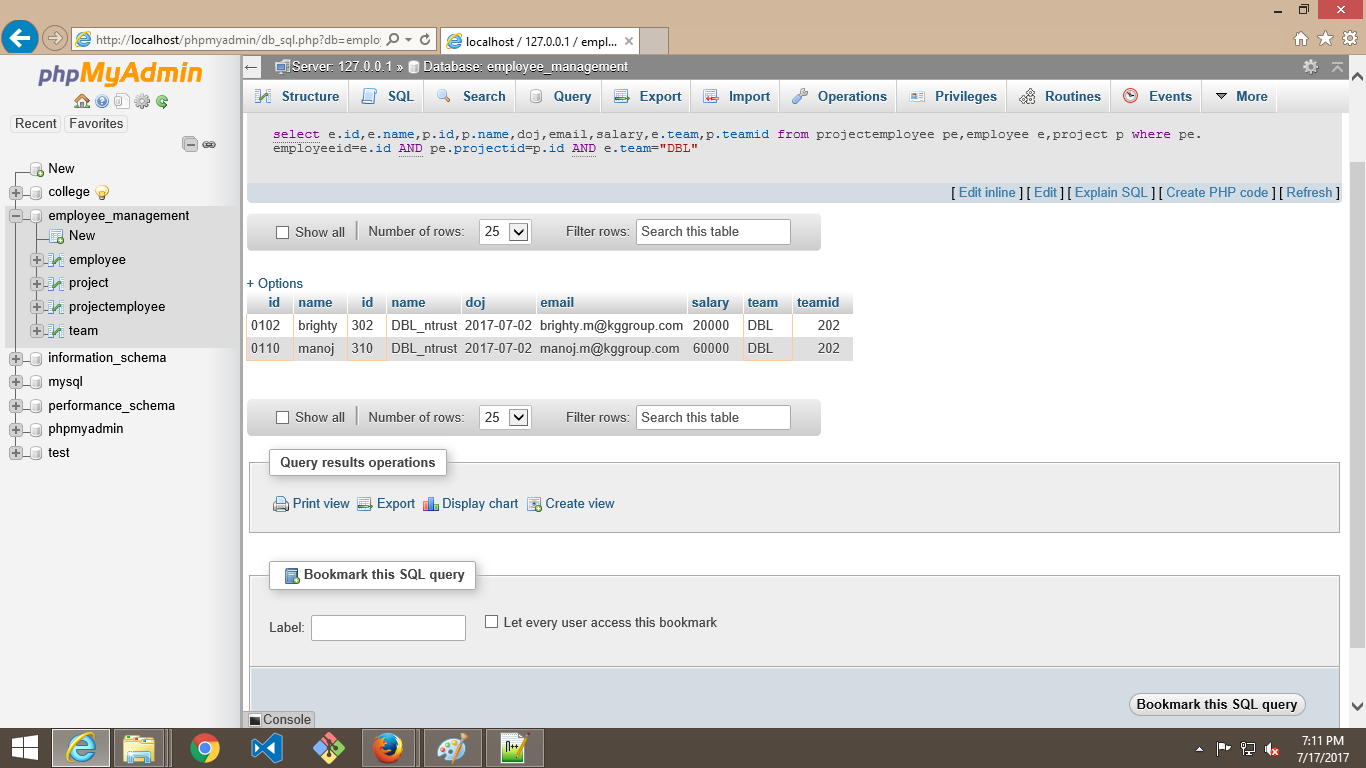 http://localhost/phpmyadmin/db_sql.php?db=emplo
localhost / 127.0.0.1 / empl...
phpMyAdmin
Recent Favorites
New
college
employee_management
New
employee
project
projectemployee
team
information_schema
mysql
performance_schema
phpmyadmin
test
Server: 127.0.0.1 » Database: employee_management
Structure SQL Search Query Export Import Operations Privileges Routines Events More
select e.id,e.name,p.id,p.name,doj,email,salary,e.team,p.teamid from projectemployee pe,employee e,project p where pe.
employeeid=e.id AND pe.projectid=p.id AND e.team="DBL"
[ Edit inline ] [ Edit ] [ Explain SQL ] [ Create PHP code ] [ Refresh ]
Show all Number of rows: 25 Filter rows: Search this table
+ Options
id name id name doj email salary team teamid
0102 brighty 302 DBL_ntrust 2017-07-02 brighty.m@kggroup.com 20000 DBL 202
0110 manoj 310 DBL_ntrust 2017-07-02 manoj.m@kggroup.com 60000 DBL 202
Show all Number of rows: 25 Filter rows: Search this table
Query results operations
Print view Export Display chart Create view
Bookmark this SQL query
Label: Let every user access this bookmark
Bookmark this SQL query
Console
7:11 PM
7/17/2017